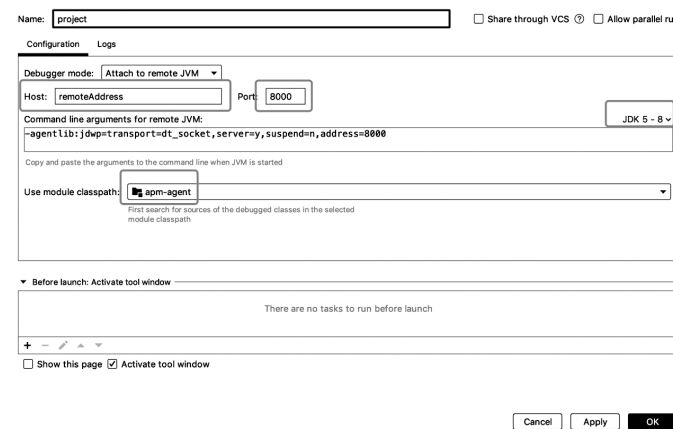 Name: project Share through VCS ? Allow parallel ru
Configuration Logs
Debugger mode: Attach to remote JVM
Host: remoteAddress Port: 8000
Command line arguments for remote JVM: JDK 5 - 8
-agentlib:jdwp=transport=dt_socket,server=y,suspend=n,address=8000
Copy and paste the arguments to the command line when JVM is started
Use module classpath: apm-agent
First search for sources of the debugged classes in the selected
module classpath
Before launch: Activate tool window
There are no tasks to run before launch
Show this page Activate tool window
Cancel Apply OK